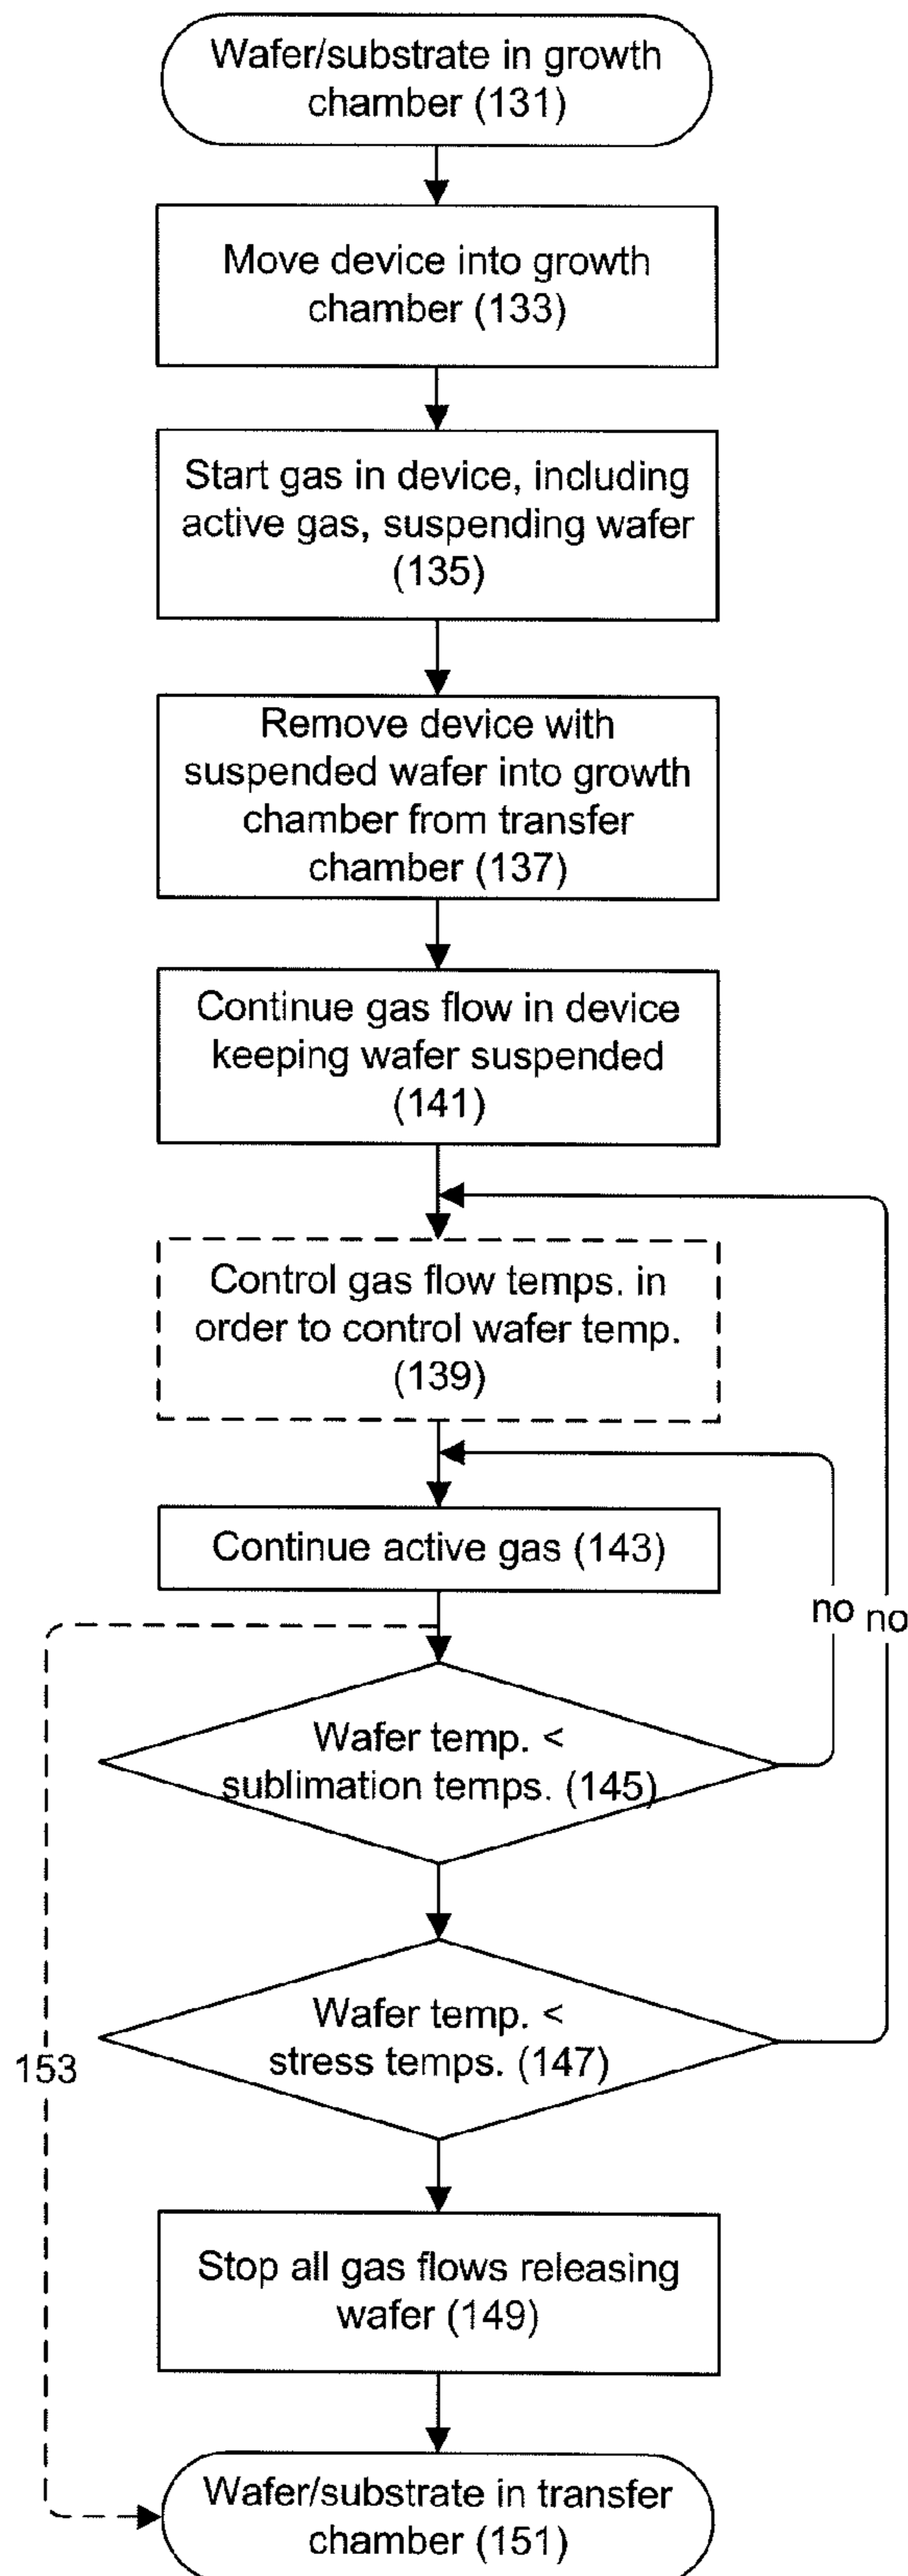 Wafer/substrate in growth
chamber (131)
Move device into growth
chamber (133)
Start gas in device, including
active gas, suspending wafer
(135)
Remove device with
suspended wafer into growth
chamber from transfer
chamber (137)
Continue gas flow in device
keeping wafer suspended
(141)
Control gas flow temps. in
order to control wafer temp.
(139)
Continue active gas (143)
no no
Wafer temp. <
sublimation temps. (145)
Wafer temp. <
stress temps. (147)
153
Stop all gas flows releasing
wafer (149)
Wafer/substrate in transfer
chamber (151)